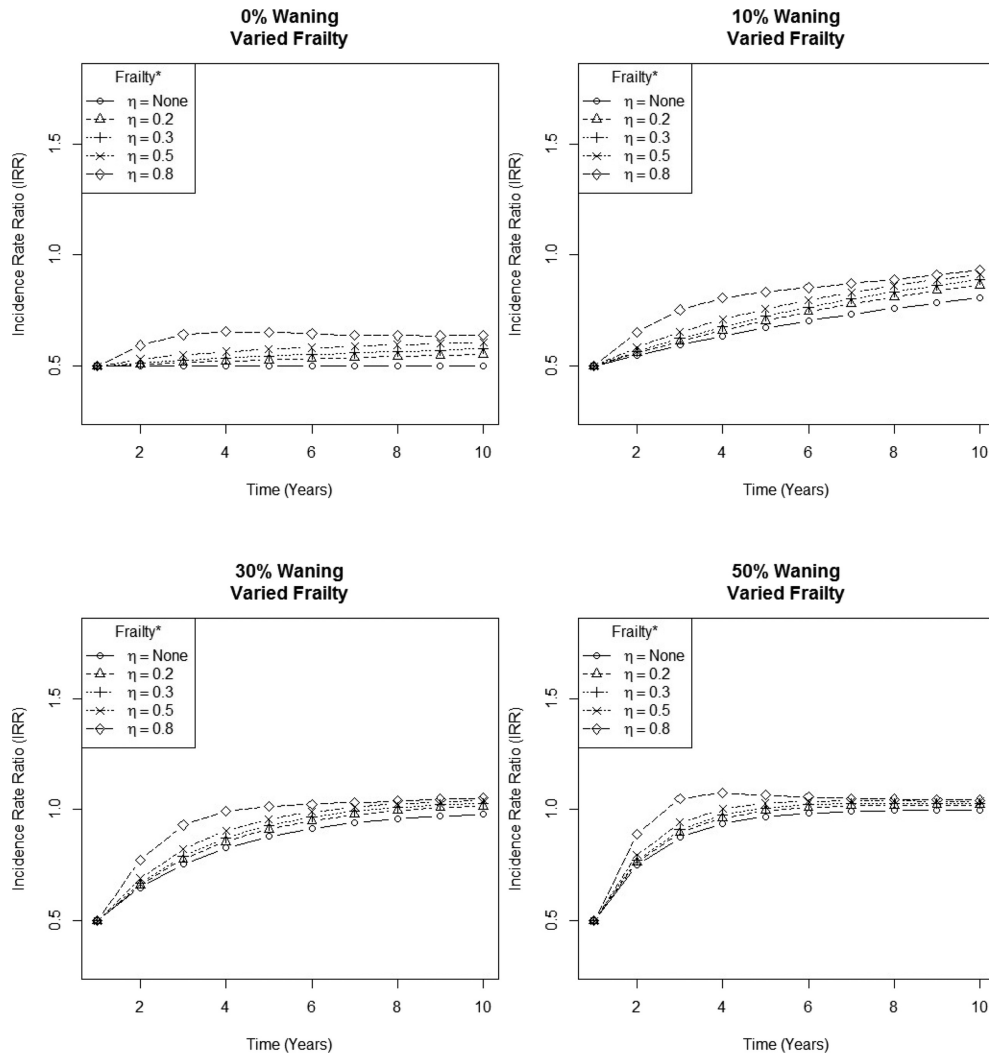 0% Waning
Varied Frailty
Frailty*
η = None
η = 0.2
η = 0.3
η = 0.5
η = 0.8
Incidence Rate Ratio (IRR)
1.5
1.0
0.5
2 4 6 8 10
Time (Years)
10% Waning
Varied Frailty
Frailty*
η = None
η = 0.2
η = 0.3
η = 0.5
η = 0.8
Incidence Rate Ratio (IRR)
1.5
1.0
0.5
2 4 6 8 10
Time (Years)
30% Waning
Varied Frailty
Frailty*
η = None
η = 0.2
η = 0.3
η = 0.5
η = 0.8
Incidence Rate Ratio (IRR)
1.5
1.0
0.5
2 4 6 8 10
Time (Years)
50% Waning
Varied Frailty
Frailty*
η = None
η = 0.2
η = 0.3
η = 0.5
η = 0.8
Incidence Rate Ratio (IRR)
1.5
1.0
0.5
2 4 6 8 10
Time (Years)